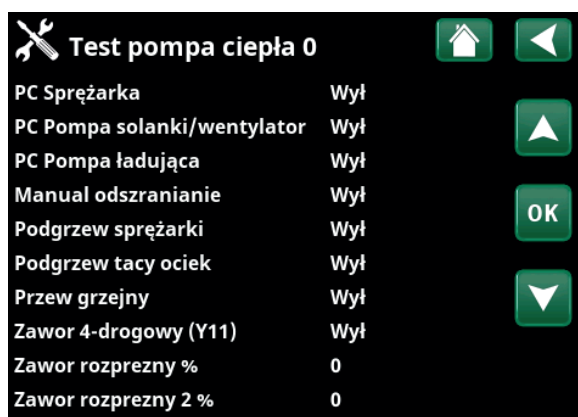 Test pompa ciepła 0
PC Sprężarka Wył
PC Pompa solanki/wentylator Wył
PC Pompa ładująca Wył
Manual odszranianie Wył
Podgrzew sprężarki Wył
Podgrzew tacy ociek Wył
Przew grzejny Wył
Zawor 4-drogowy (Y11) Wył
Zawor rozprezny % 0
Zawor rozprezny 2 % 0
OK